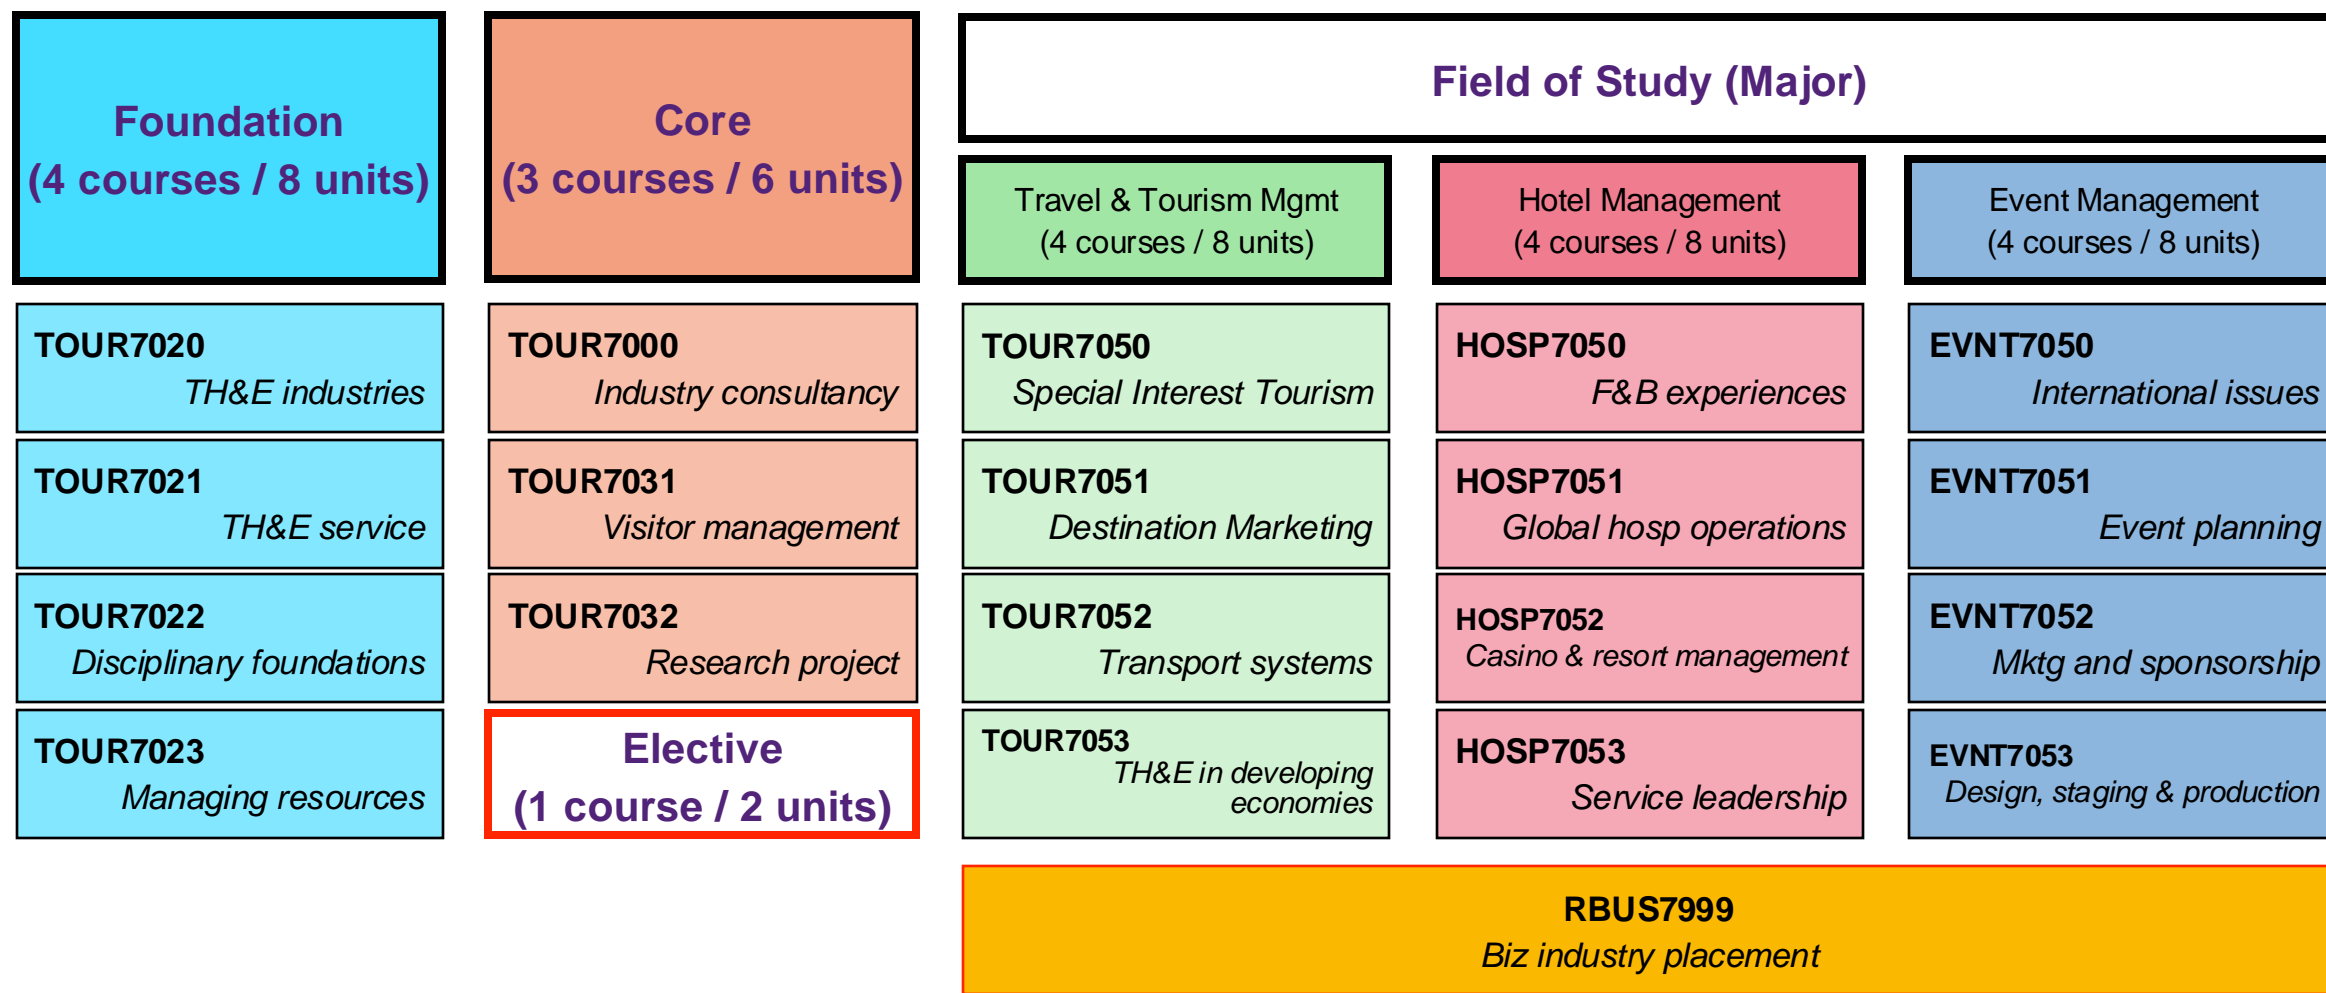 Foundation
(4 courses / 8 units)
TOUR7020
TH&E industries
TOUR7021
TH&E service
TOUR7022
Disciplinary foundations
TOUR7023
Managing resources
Core
(3 courses / 6 units)
TOUR7000
Industry consultancy
TOUR7031
Visitor management
TOUR7032
Research project
Elective
(1 course / 2 units)
Field of Study (Major)
Travel & Tourism Mgmt
(4 courses / 8 units)
TOUR7050
Special Interest Tourism
TOUR7051
Destination Marketing
TOUR7052
Transport systems
TOUR7053
TH&E in developing
economies
Hotel Management
(4 courses / 8 units)
HOSP7050
F&B experiences
HOSP7051
Global hosp operations
HOSP7052
Casino & resort management
HOSP7053
Service leadership
Event Management
(4 courses / 8 units)
EVNT7050
International issues
EVNT7051
Event planning
EVNT7052
Mktg and sponsorship
EVNT7053
Design, staging & production
RBUS7999
Biz industry placement